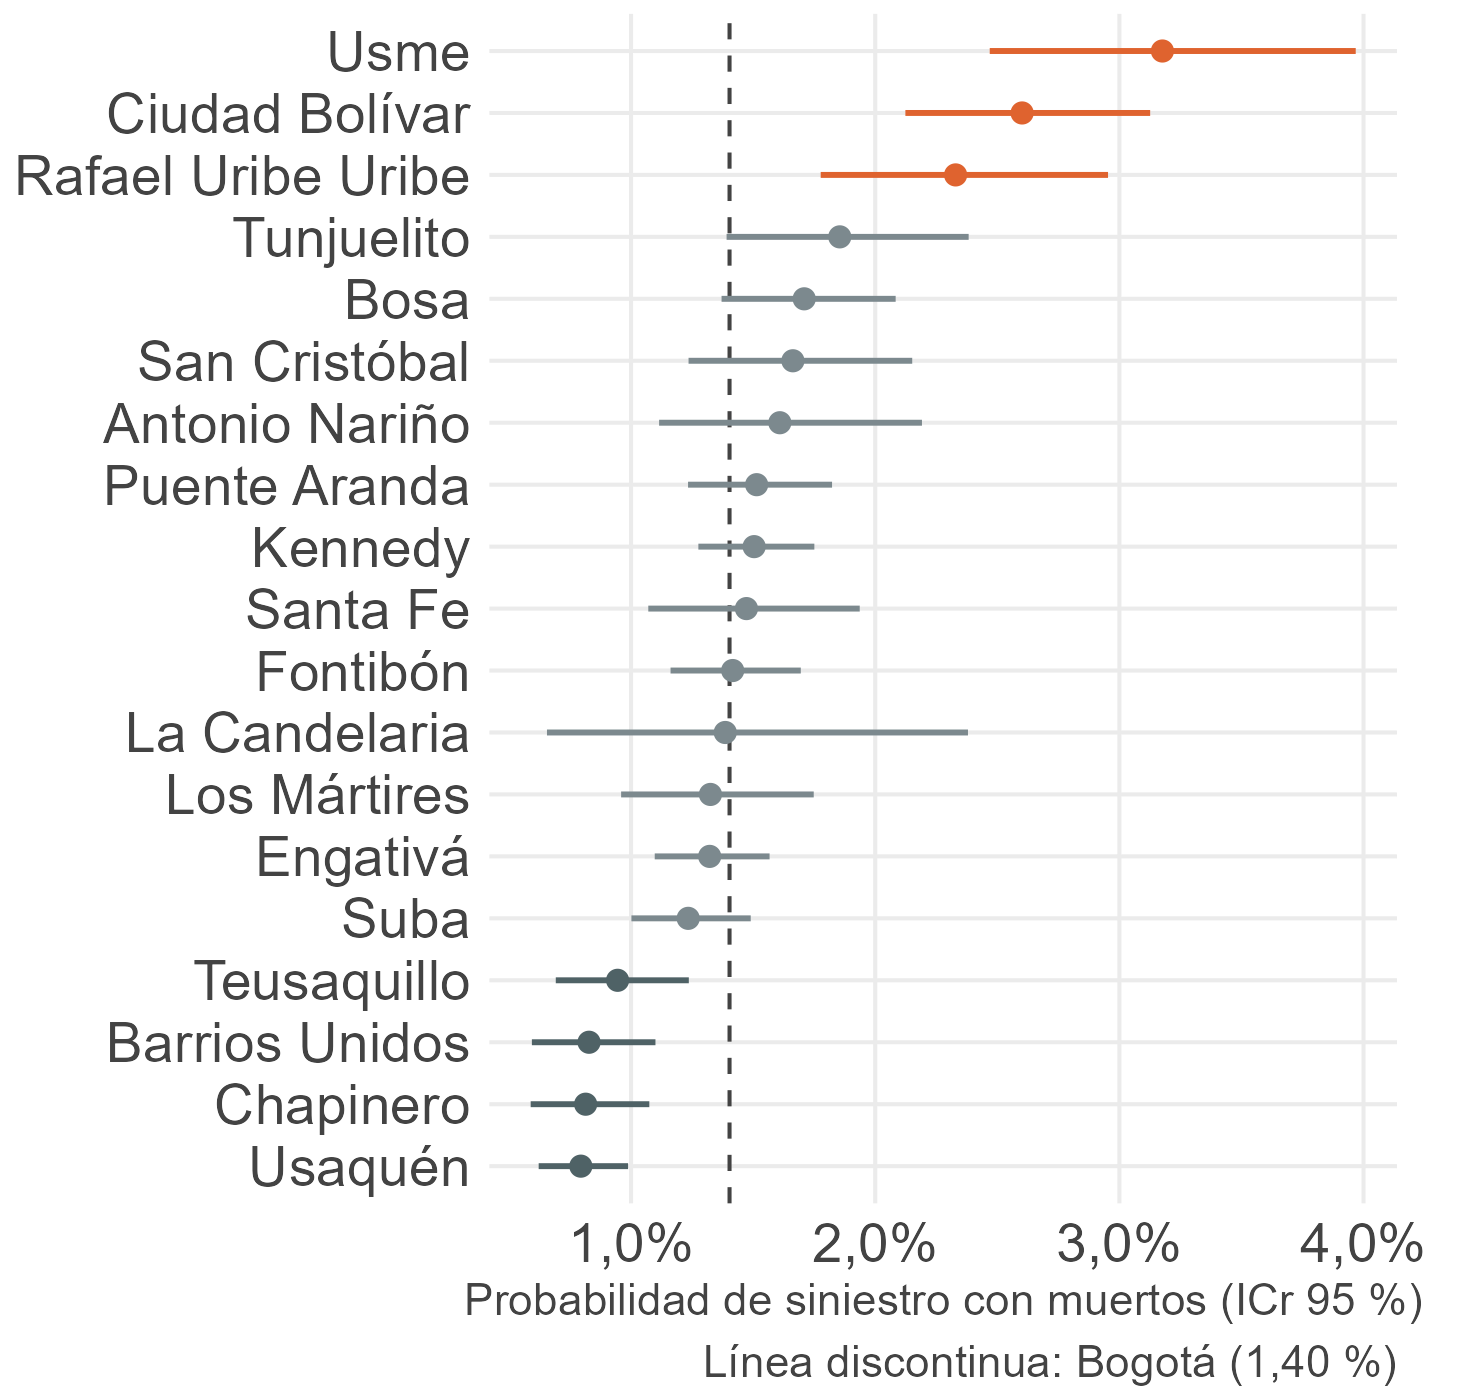 Usme
Ciudad Bolívar
Rafael Uribe Uribe
Tunjuelito
Bosa
San Cristóbal
Antonio Nariño
Puente Aranda
Kennedy
Santa Fe
Fontibón
La Candelaria
Los Mártires
Engativá
Suba
Teusaquillo
Barrios Unidos
Chapinero
Usaquén
1,0% 2,0% 3,0% 4,0%
Probabilidad de siniestro con muertos (ICr 95 %)
Línea discontinua: Bogotá (1,40 %)